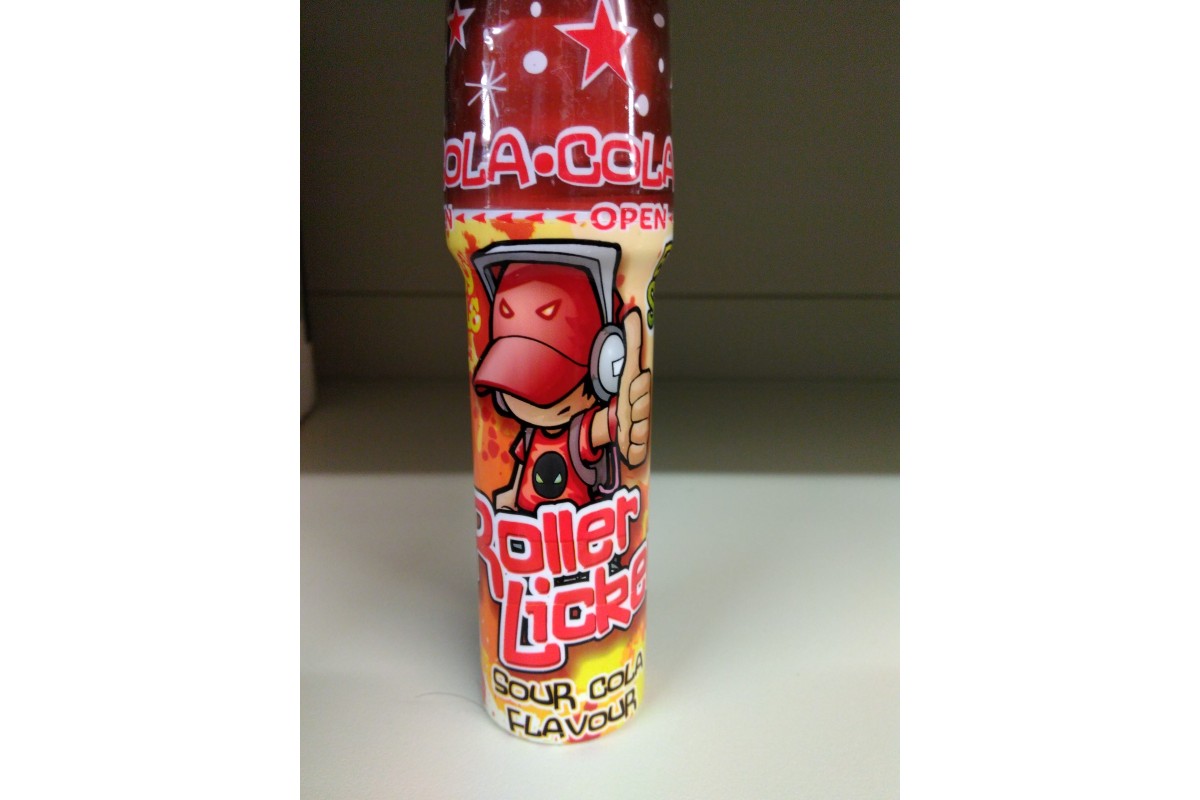 OLA•COLA
N OPEN
Roller
Licke
SOUR COLA
FLAVOUR